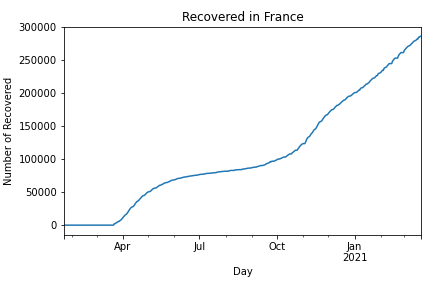 Recovered in France
300000
250000
200000
150000
100000
50000
0
Number of Recovered
Apr
Jul
Oct
Jan
2021
Day